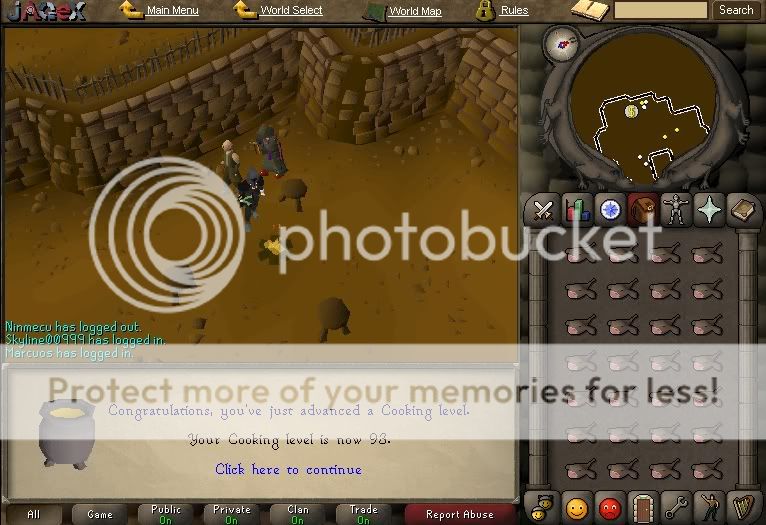 JAGeX
Main Menu
World Select
World Map
Rules
Search
photobucket
Ninmecu has logged out.
Skyline00999 has logged in.
Marcuos has logged in.
Protect more of your memories for less!
Congratulations, you've just advanced a Cooking level.
Your Cooking level is now 93.
Click here to continue
All
Game
Public
On
Private
On
Clan
On
Trade
On
Report Abuse